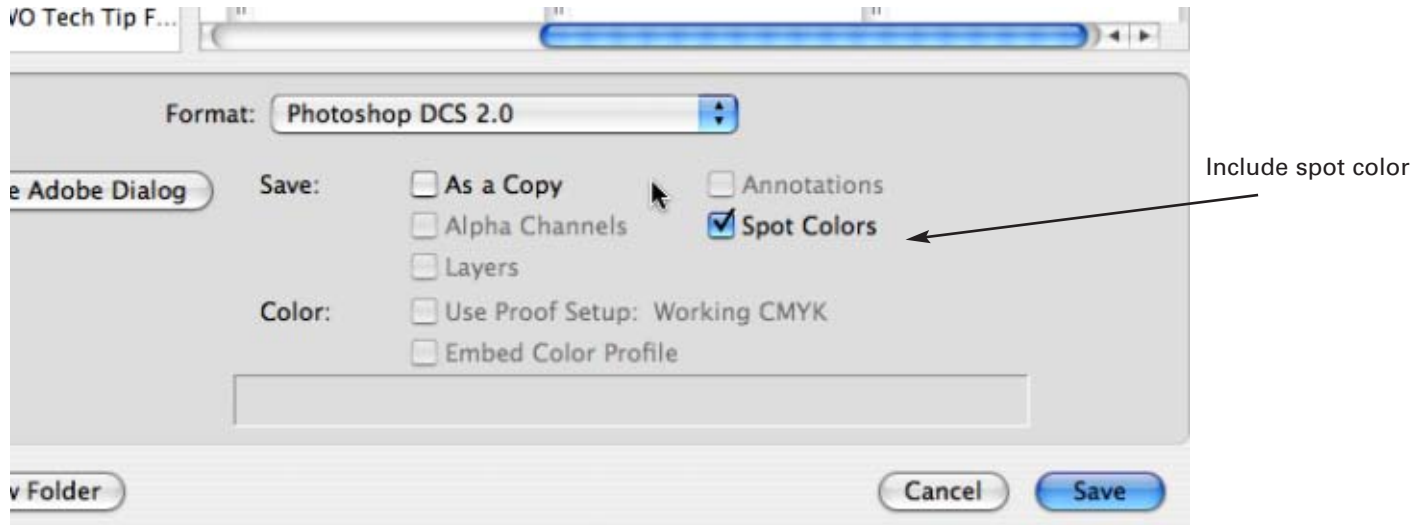 VO Tech Tip F...
Format: Photoshop DCS 2.0
Include spot color
e Adobe Dialog Save: As a Copy Annotations
Alpha Channels Spot Colors
Layers
Color: Use Proof Setup: Working CMYK
Embed Color Profile
v Folder Cancel Save